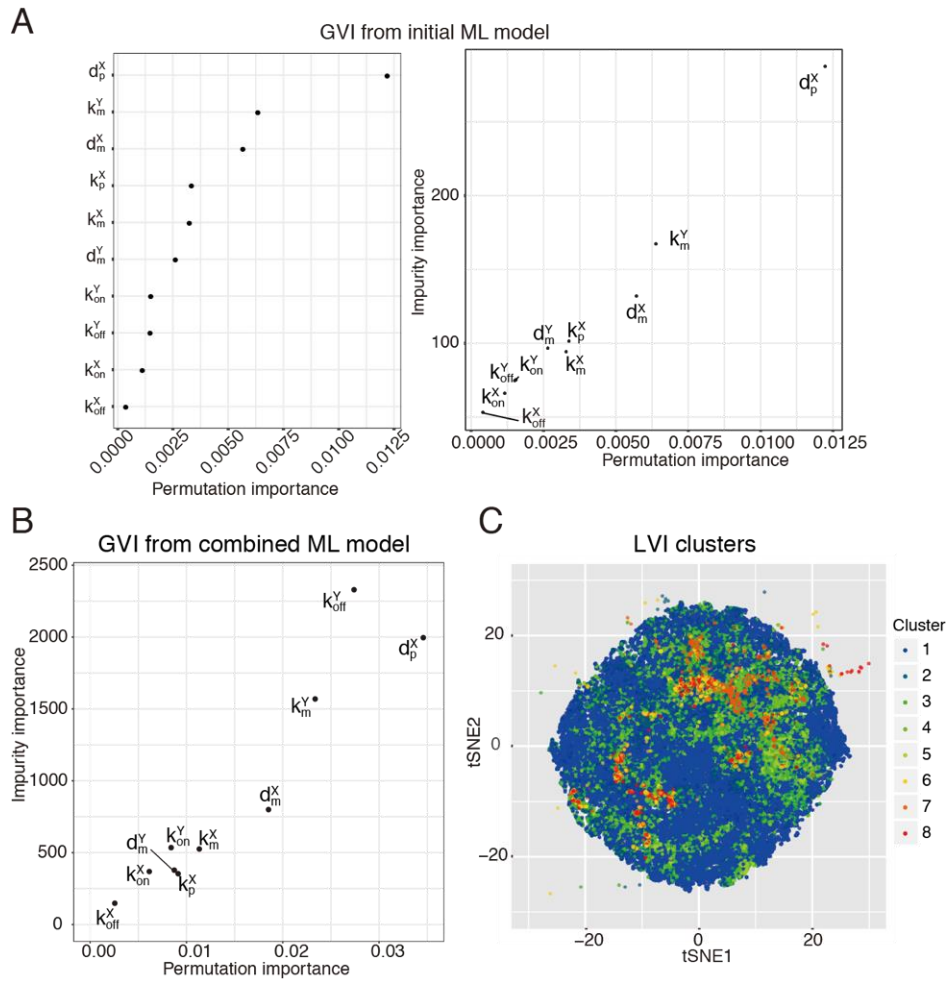 A
GVI from initial ML model
d_p^X
k_m^Y
d_m^X
k_p^X
k_m^X
d_m^Y
k_on^Y
k_off^Y
k_on^X
k_off^X
0.0000 0.0025 0.0050 0.0075 0.0100 0.0125
Permutation importance
Impurity importance
200
100
d_p^X
k_m^Y
d_m^X
d_m^Y k_p^X
k_off^Y k_on^Y k_m^X
k_on^X
k_off^X
0.0000 0.0025 0.0050 0.0075 0.0100 0.0125
Permutation importance
B
GVI from combined ML model
Impurity importance
2500
2000
1500
1000
500
0
k_off^Y
d_p^X
k_m^Y
d_m^X
d_m^Y k_on^Y k_m^X
k_on^X k_p^X
k_off^X
0.00 0.01 0.02 0.03
Permutation importance
C
LVI clusters
tSNE2
20
0
−20
−20 0 20
tSNE1
Cluster
1
2
3
4
5
6
7
8